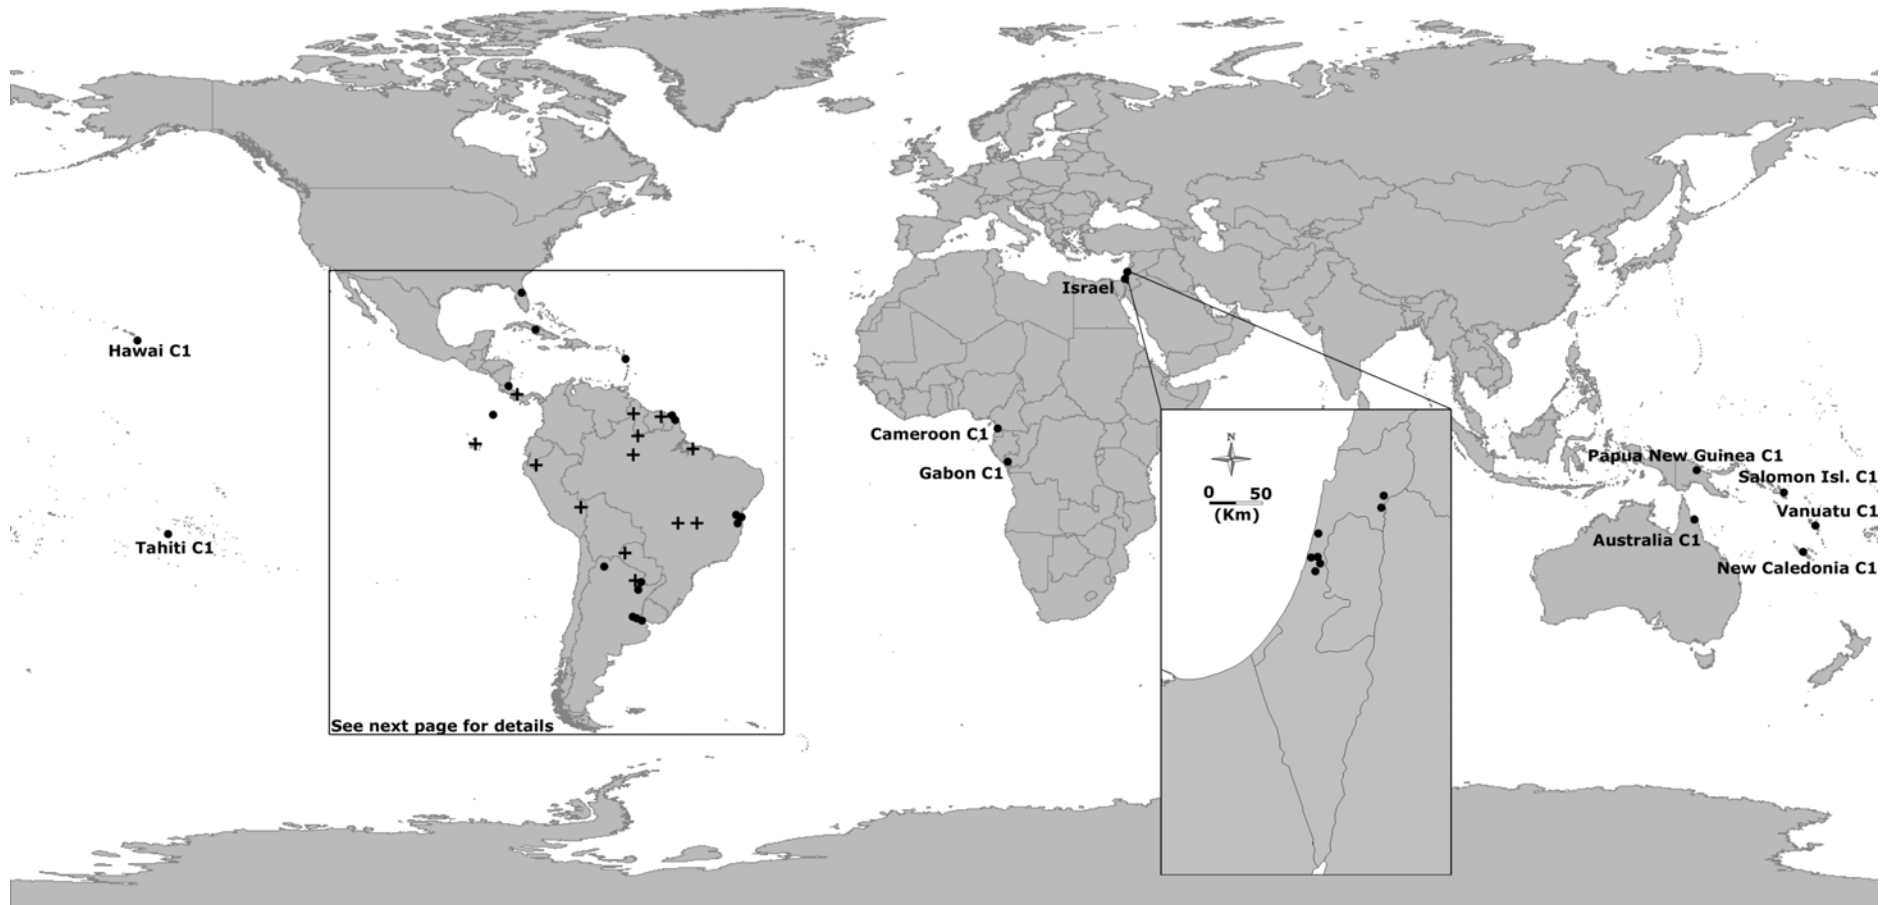 Israel
Hawai C1
N
Cameroon C1
Papua New Guinea C1
Gabon C1
Salomon Isl. C1
0 50
(Km)
Vanuatu C1
Australia C1
Tahiti C1
New Caledonia C1
See next page for details